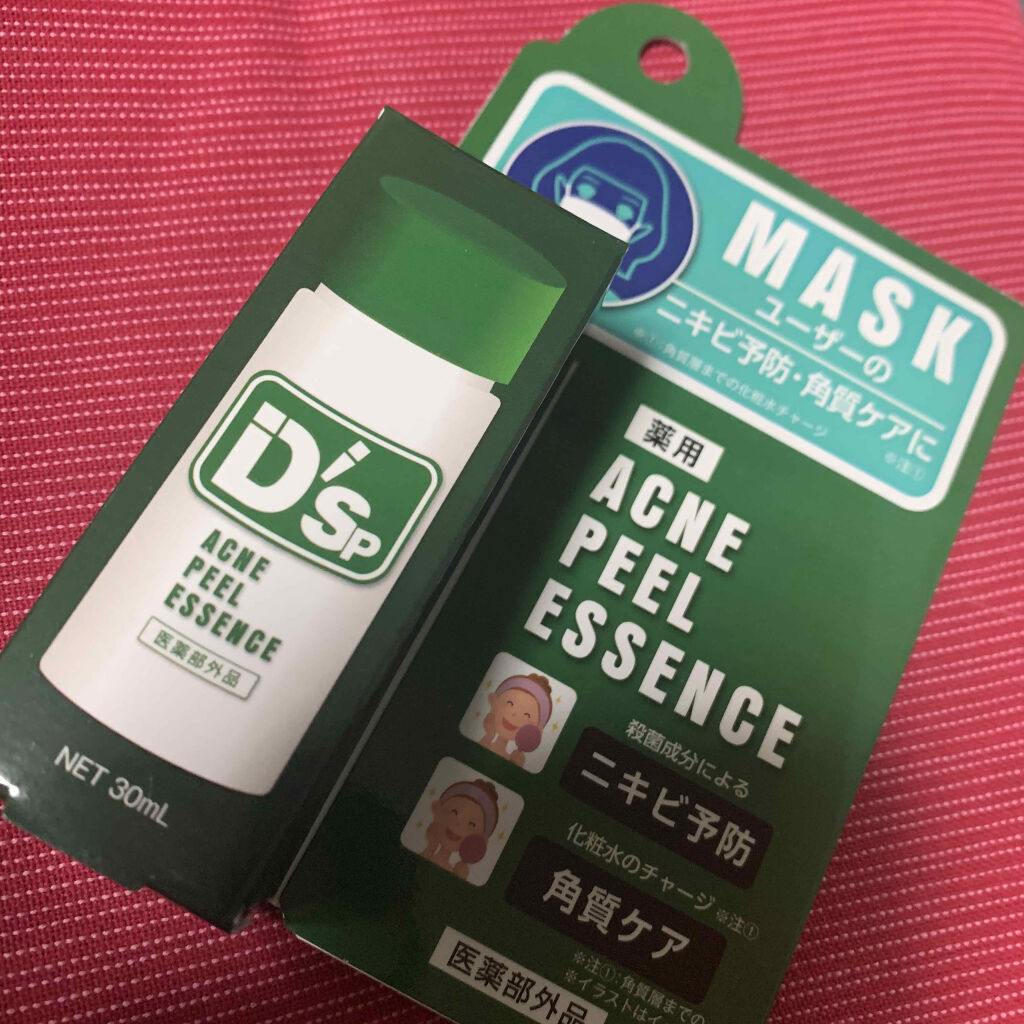 iD'SP
ACNE
PEEL
ESSENCE
医薬部外品
NET 30mL
MASK
ユーザーの
ニキビ予防・角質ケアに
※注①
※注①:角質層までの化粧水チャージ
薬用
ACNE
PEEL
ESSENCE
殺菌成分による
ニキビ予防
化粧水のチャージ ※注①
角質ケア
※注①:角質層までの
※イラストはイ
医薬部外品